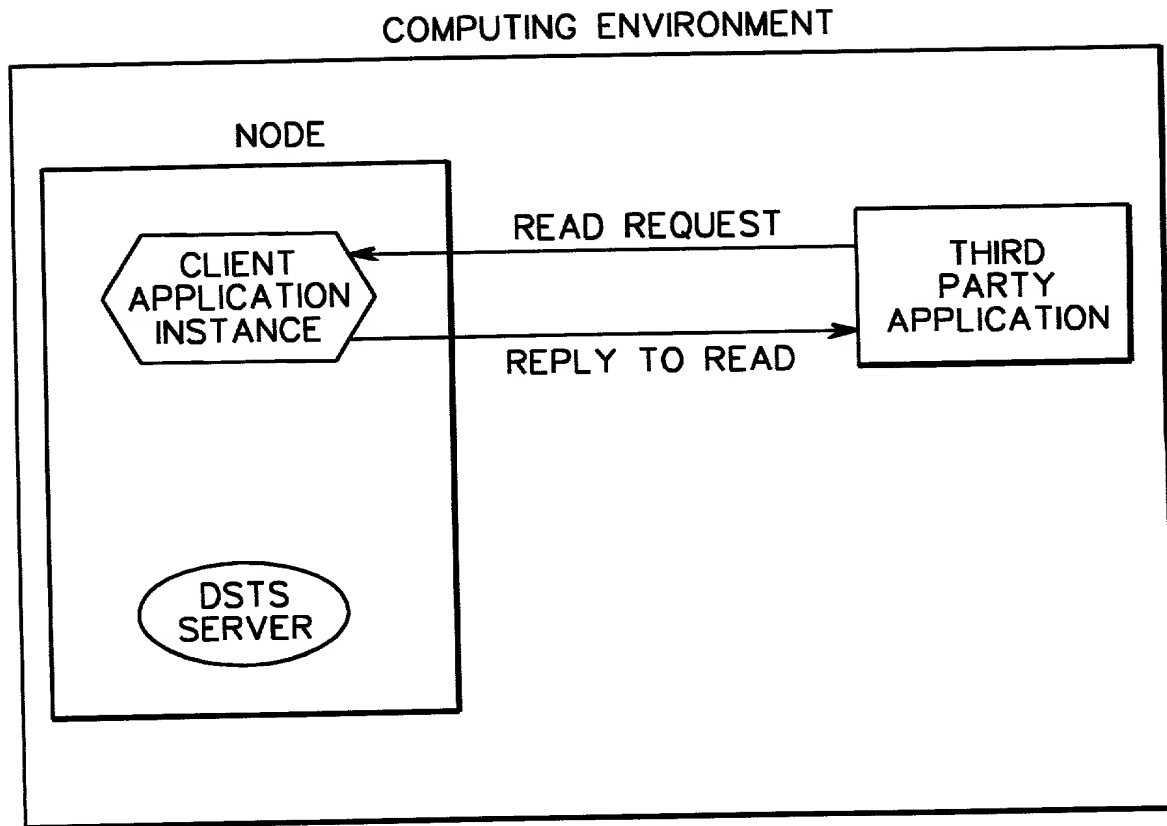 COMPUTING ENVIRONMENT
NODE
READ REQUEST
CLIENT
APPLICATION
INSTANCE
THIRD
PARTY
APPLICATION
REPLY TO READ
DSTS
SERVER